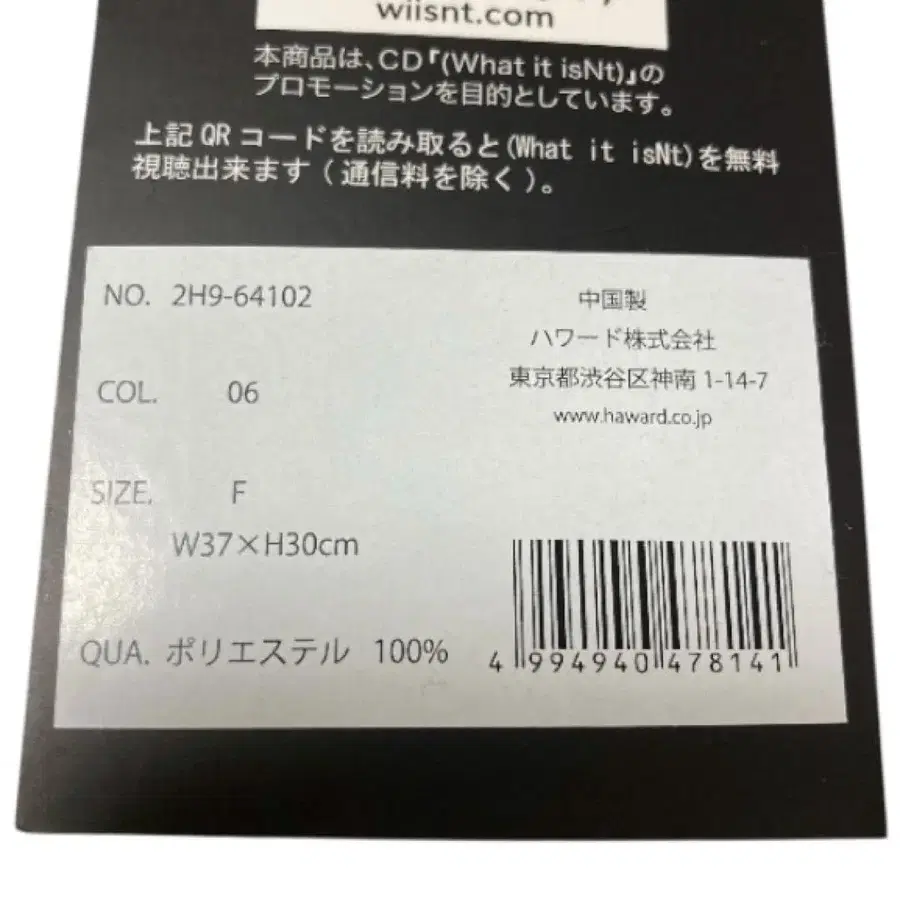 wiisnt.com
本商品は、CD「(What it isNt)」の
プロモーションを目的としています。
上記QRコードを読み取ると(What it isNt)を無料
視聴出来ます(通信料を除く)。
NO. 2H9-64102
COL. 06
SIZE. F
W37×H30cm
QUA. ポリエステル 100%
中国製
ハワード株式会社
東京都渋谷区神南1-14-7
www.haward.co.jp
4 994940 478141